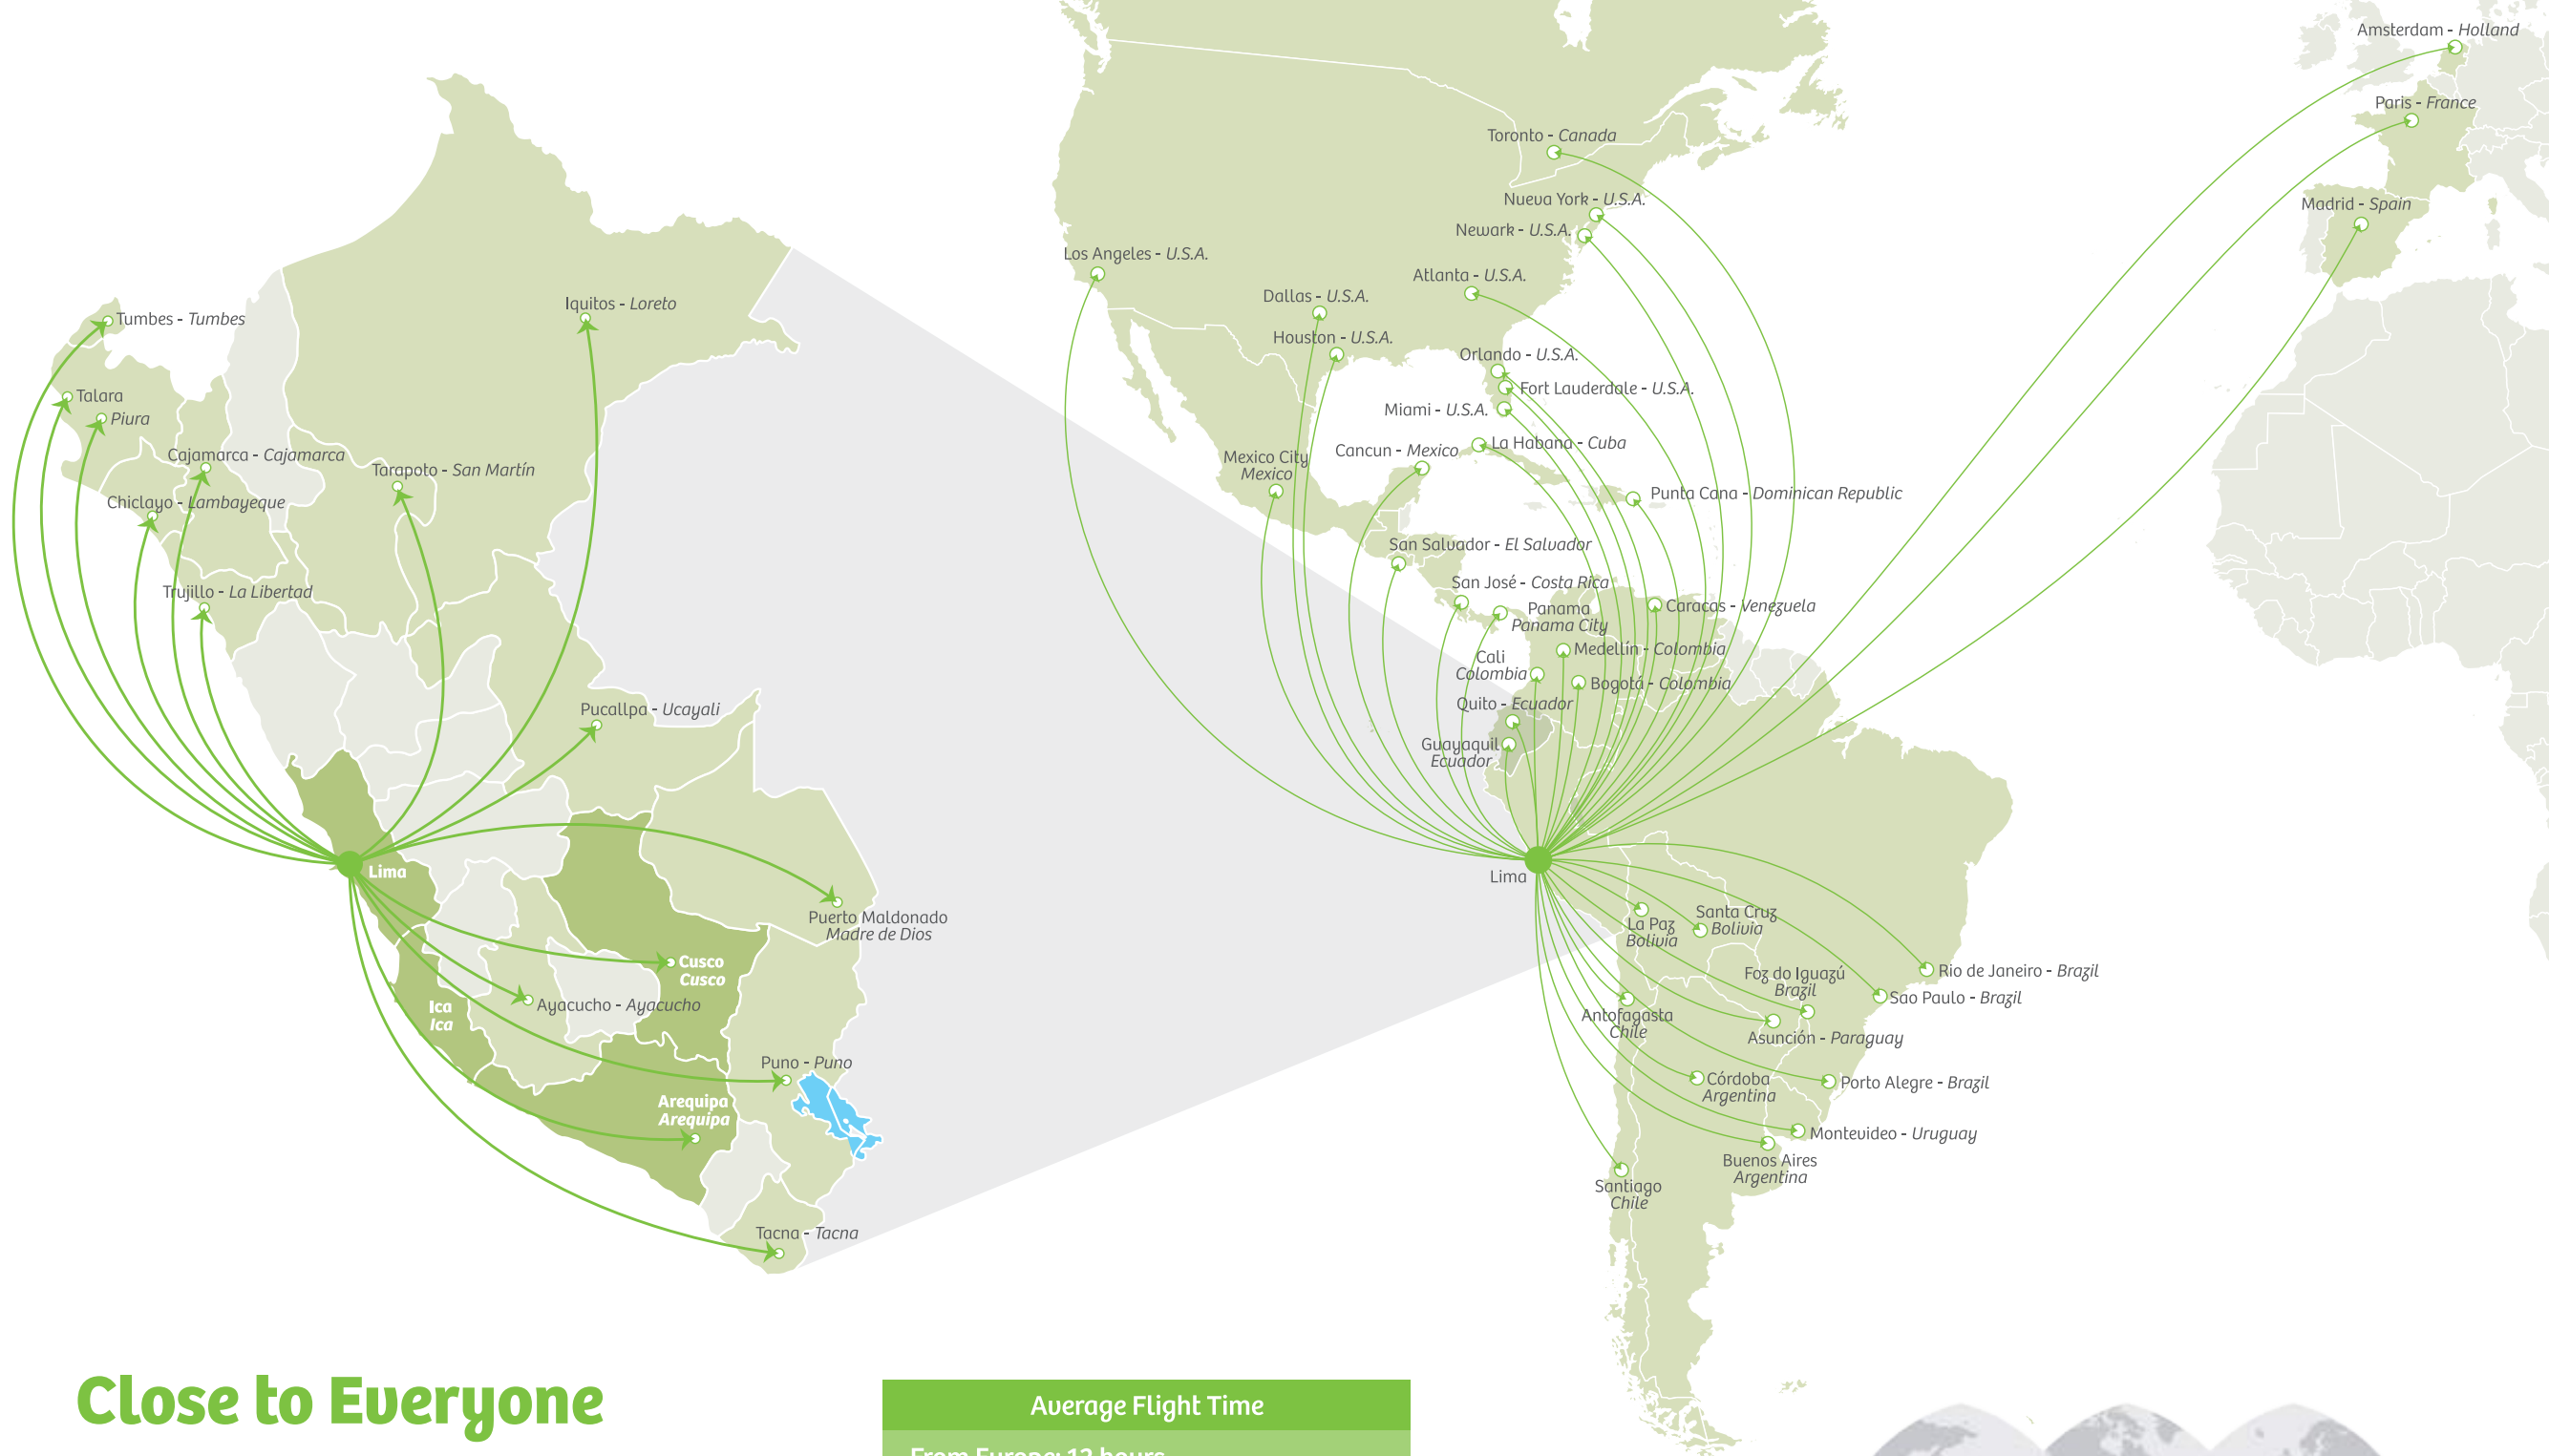 Tumbes - Tumbes
Talara
Piura
Cajamarca - Cajamarca
Chiclayo - Lambayeque
Trujillo - La Libertad
Tarapoto - San Martín
Iquitos - Loreto
Pucallpa - Ucayali
Lima
Puerto Maldonado
Madre de Dios
Cusco
Cusco
Ayacucho - Ayacucho
Ica
Ica
Puno - Puno
Arequipa
Arequipa
Tacna - Tacna
Amsterdam - Holland
Paris - France
Madrid - Spain
Toronto - Canada
Nueva York - U.S.A.
Newark - U.S.A.
Los Angeles - U.S.A.
Atlanta - U.S.A.
Dallas - U.S.A.
Houston - U.S.A.
Orlando - U.S.A.
Fort Lauderdale - U.S.A.
Miami - U.S.A.
La Habana - Cuba
Cancun - Mexico
Mexico City
Mexico
Punta Cana - Dominican Republic
San Salvador - El Salvador
San José - Costa Rica
Panama
Panama City
Caracas - Venezuela
Medellín - Colombia
Cali
Colombia
Bogotá - Colombia
Quito - Ecuador
Guayaquil
Ecuador
Lima
La Paz
Bolivia
Santa Cruz
Bolivia
Rio de Janeiro - Brazil
Foz do Iguazú
Brazil
Sao Paulo - Brazil
Antofagasta
Chile
Asunción - Paraguay
Córdoba
Argentina
Porto Alegre - Brazil
Montevideo - Uruguay
Buenos Aires
Argentina
Santiago
Chile
Close to Everyone
Average Flight Time
From Europe: 12 hours